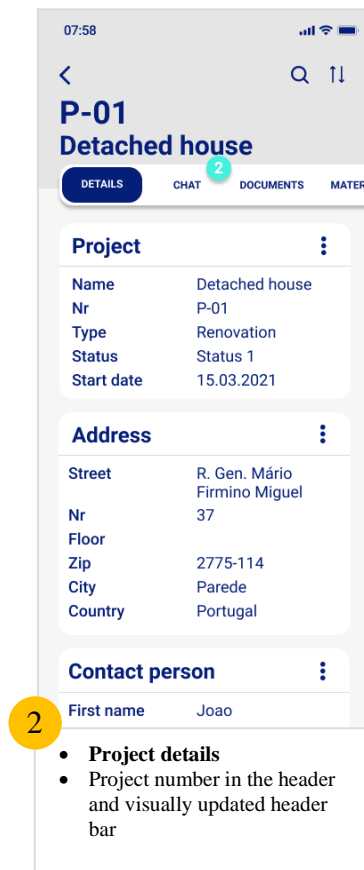 07:58
P-01
Detached house
DETAILS CHAT 2 DOCUMENTS MATER
Project
Name Detached house
Nr P-01
Type Renovation
Status Status 1
Start date 15.03.2021
Address
Street R. Gen. Mário
Firmino Miguel
Nr 37
Floor
Zip 2775-114
City Parede
Country Portugal
Contact person
First name Joao
2
• Project details
• Project number in the header
and visually updated header
bar